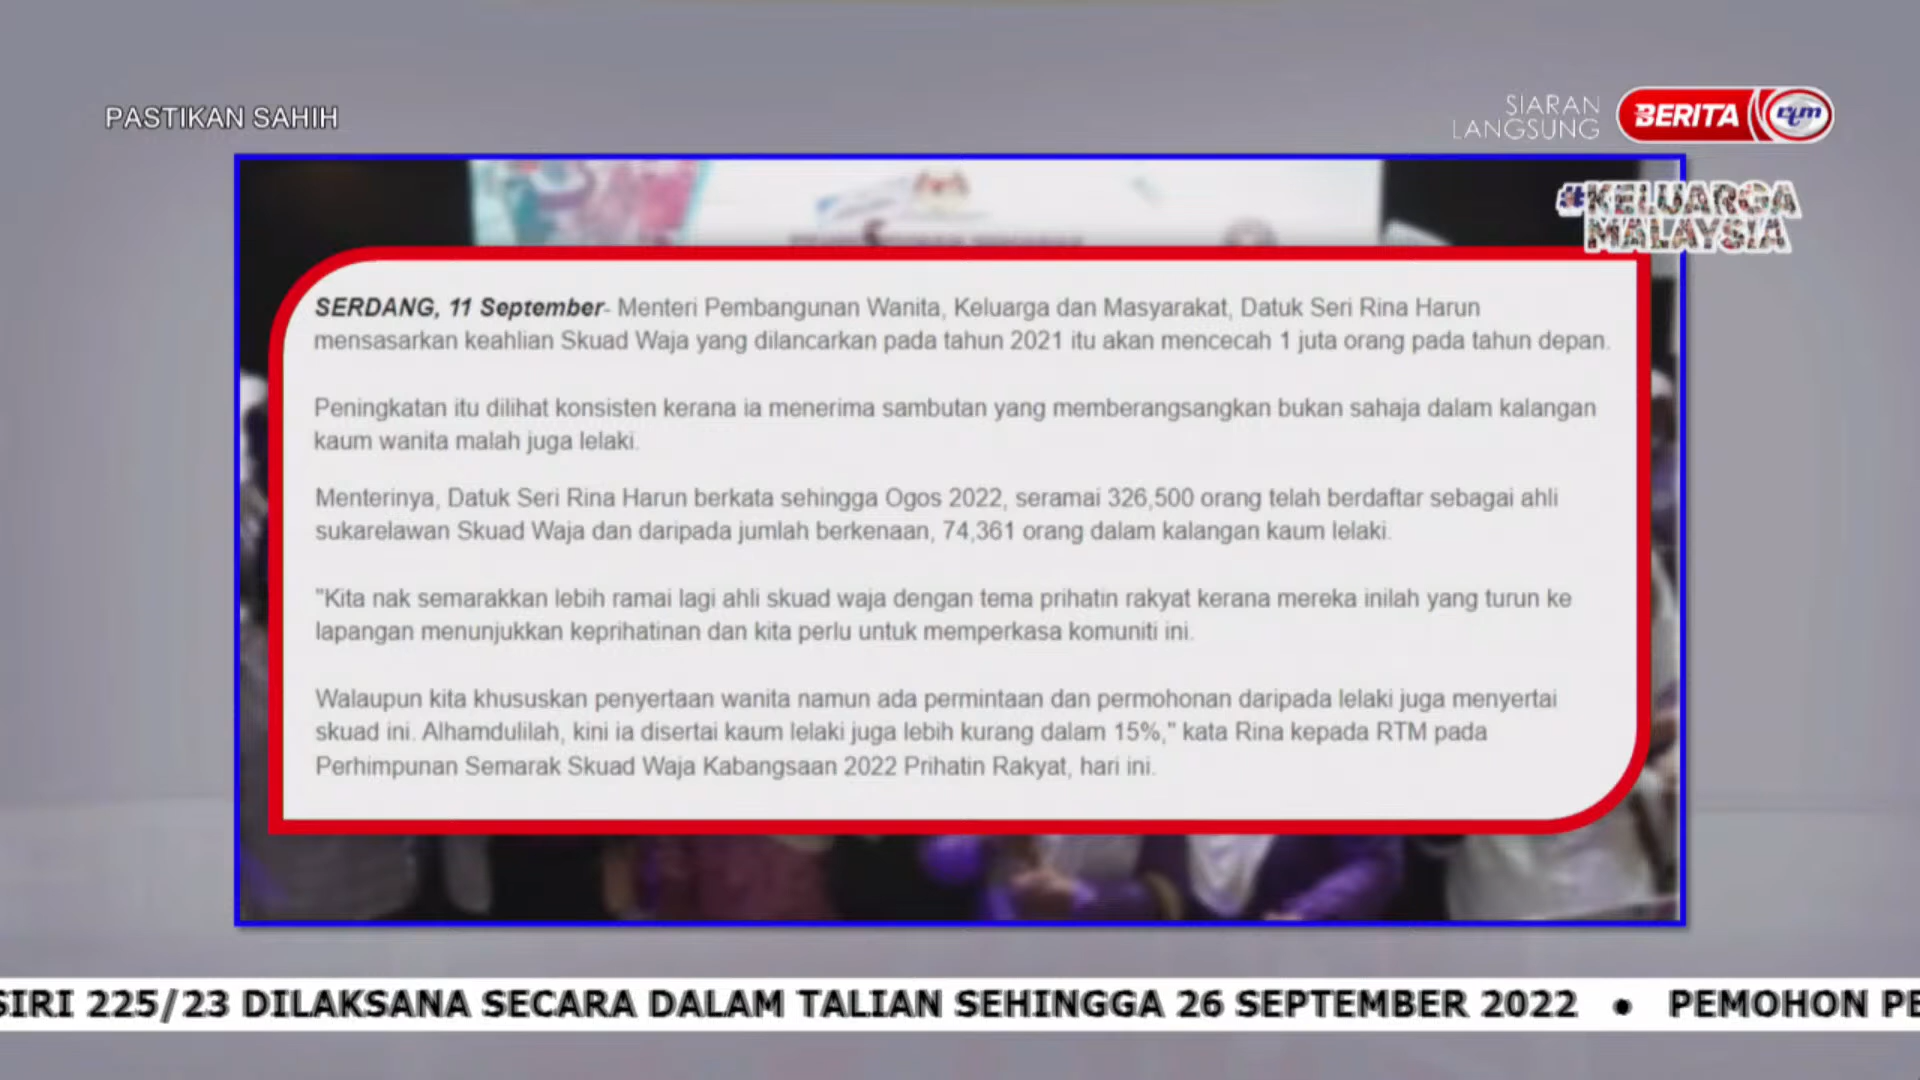 PASTIKAN SAHIH
SIARAN
LANGSUNG
BERITA rtm
#KELUARGA
MALAYSIA
SERDANG, 11 September- Menteri Pembangunan Wanita, Keluarga dan Masyarakat, Datuk Seri Rina Harun
mensasarkan keahlian Skuad Waja yang dilancarkan pada tahun 2021 itu akan mencecah 1 juta orang pada tahun depan.
Peningkatan itu dilihat konsisten kerana ia menerima sambutan yang memberangsangkan bukan sahaja dalam kalangan
kaum wanita malah juga lelaki.
Menterinya, Datuk Seri Rina Harun berkata sehingga Ogos 2022, seramai 326,500 orang telah berdaftar sebagai ahli
sukarelawan Skuad Waja dan daripada jumlah berkenaan, 74,361 orang dalam kalangan kaum lelaki.
"Kita nak semarakkan lebih ramai lagi ahli skuad waja dengan tema prihatin rakyat kerana mereka inilah yang turun ke
lapangan menunjukkan keprihatinan dan kita perlu untuk memperkasa komuniti ini.
Walaupun kita khususkan penyertaan wanita namun ada permintaan dan permohonan daripada lelaki juga menyertai
skuad ini. Alhamdulilah, kini ia disertai kaum lelaki juga lebih kurang dalam 15%," kata Rina kepada RTM pada
Perhimpunan Semarak Skuad Waja Kabangsaan 2022 Prihatin Rakyat, hari ini.
SIRI 225/23 DILAKSANA SECARA DALAM TALIAN SEHINGGA 26 SEPTEMBER 2022 • PEMOHON PE